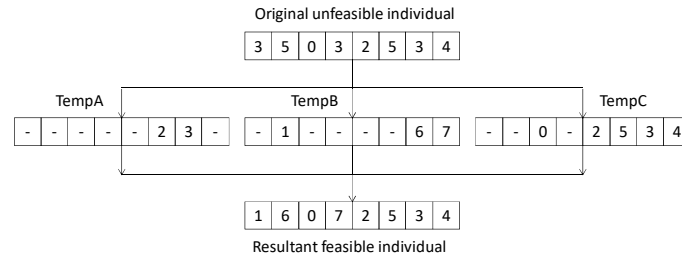 Original unfeasible individual
3 5 0 3 2 5 3 4
TempA TempB TempC
- - - - - 2 3 - - 1 - - - - 6 7 - - 0 - 2 5 3 4
1 6 0 7 2 5 3 4
Resultant feasible individual